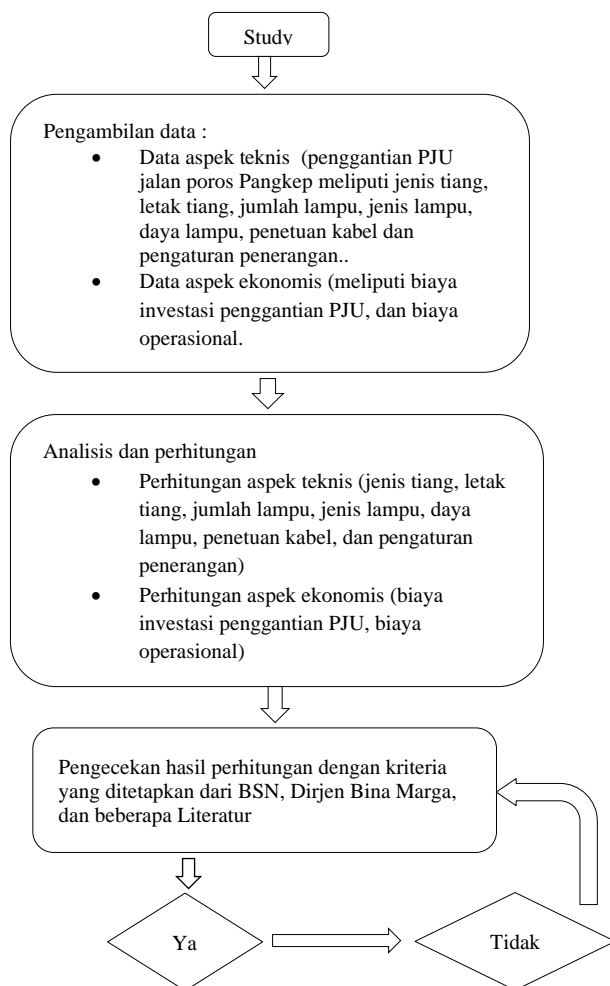 Study
Pengambilan data :
• Data aspek teknis (penggantian PJU
jalan poros Pangkep meliputi jenis tiang,
letak tiang, jumlah lampu, jenis lampu,
daya lampu, penetuan kabel dan
pengaturan penerangan..
• Data aspek ekonomis (meliputi biaya
investasi penggantian PJU, dan biaya
operasional.
Analisis dan perhitungan
• Perhitungan aspek teknis (jenis tiang, letak
tiang, jumlah lampu, jenis lampu, daya
lampu, penetuan kabel, dan pengaturan
penerangan)
• Perhitungan aspek ekonomis (biaya
investasi penggantian PJU, biaya
operasional)
Pengecekan hasil perhitungan dengan kriteria
yang ditetapkan dari BSN, Dirjen Bina Marga,
dan beberapa Literatur
Ya
Tidak